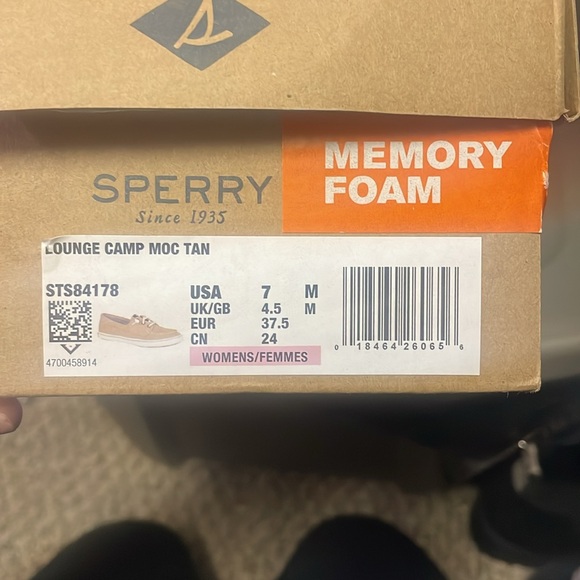 MEMORY
FOAM
SPERRY
Since 1935
LOUNGE CAMP MOC TAN
STS84178
USA 7 M
UK/GB 4.5 M
EUR 37.5
CN 24
WOMENS/FEMMES
4700458914
0 18464 26065 6